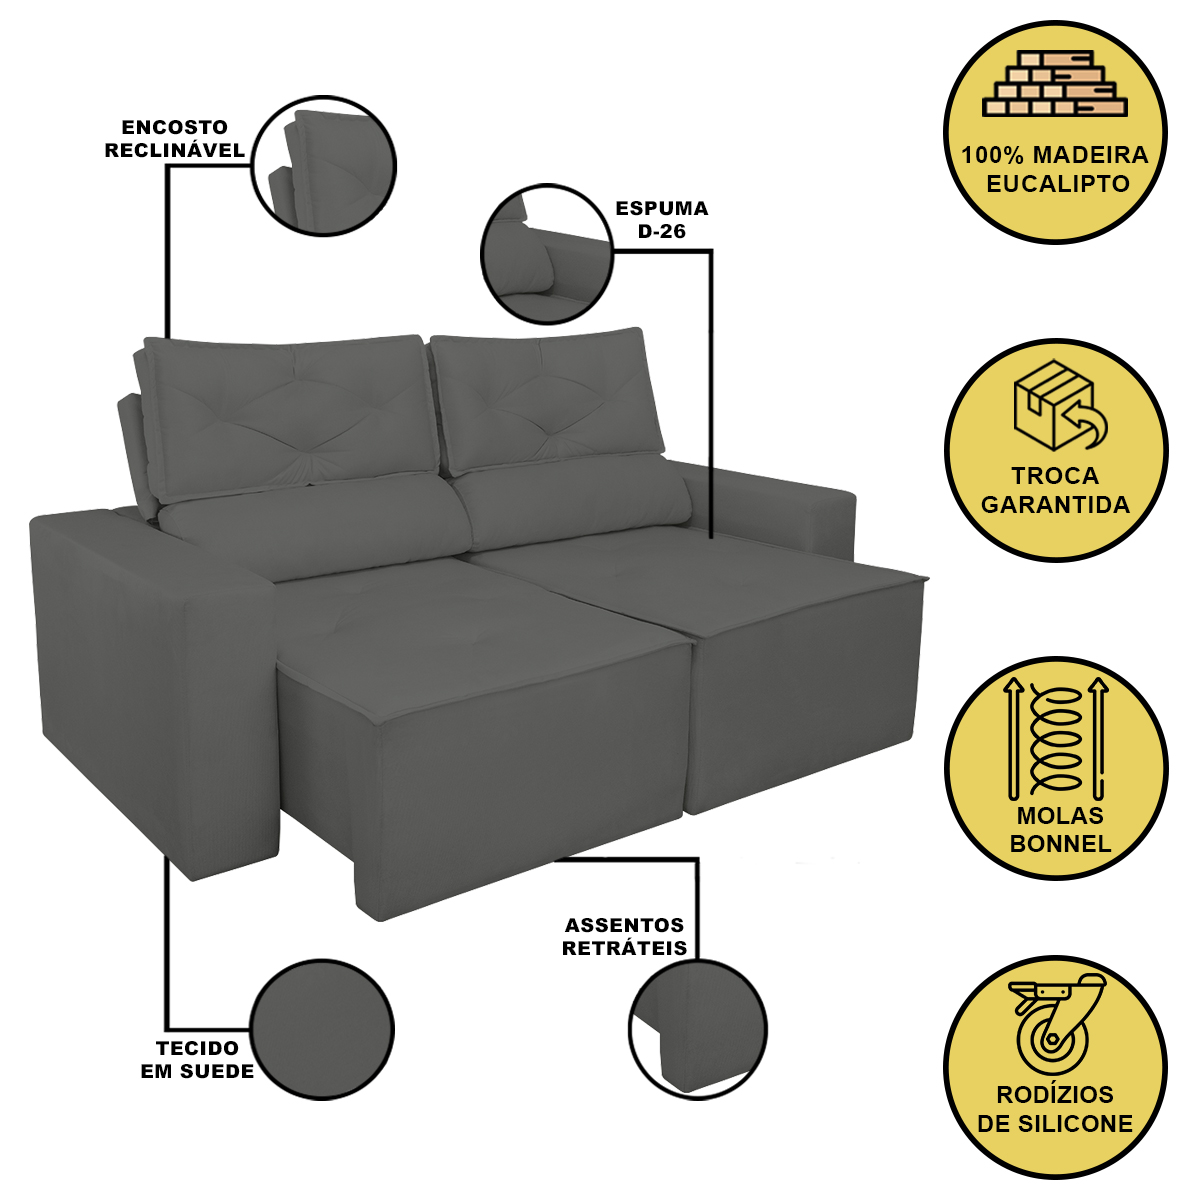 ENCOSTO
RECLINÁVEL
ESPUMA
D-26
TECIDO
EM SUEDE
ASSENTOS
RETRÁTEIS
100% MADEIRA
EUCALIPTO
TROCA
GARANTIDA
MOLAS
BONNEL
RODÍZIOS
DE SILICONE